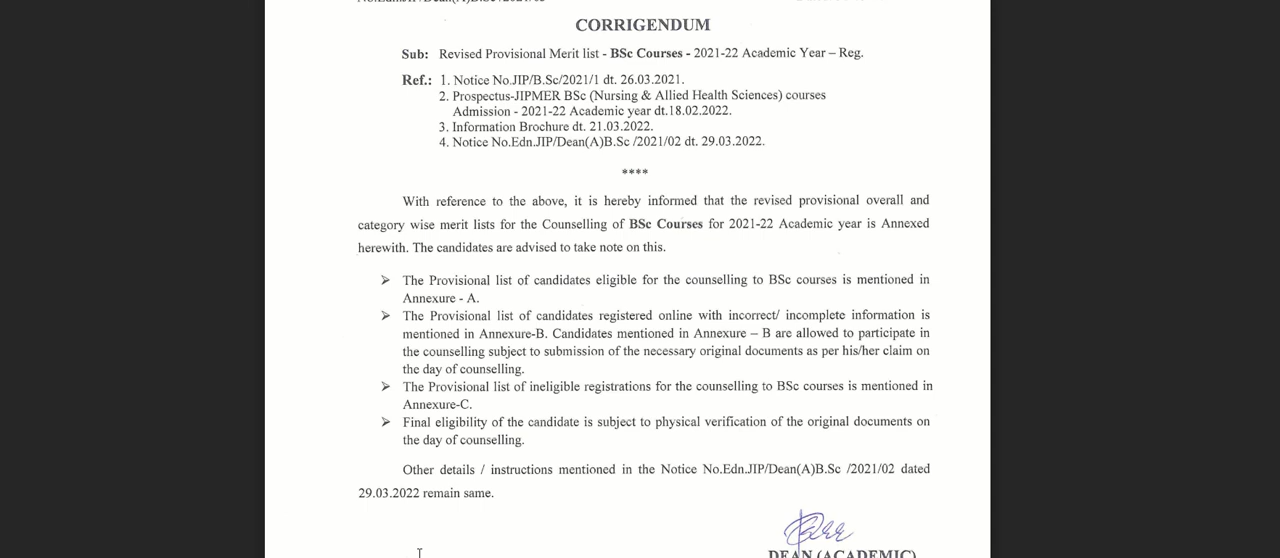 CORRIGENDUM
Sub: Revised Provisional Merit list - BSc Courses - 2021-22 Academic Year – Reg.
Ref.: 1. Notice No.JIP/B.Sc/2021/1 dt. 26.03.2021.
2. Prospectus-JIPMER BSc (Nursing & Allied Health Sciences) courses
Admission - 2021-22 Academic year dt.18.02.2022.
3. Information Brochure dt. 21.03.2022.
4. Notice No.Edn.JIP/Dean(A)B.Sc /2021/02 dt. 29.03.2022.
****
With reference to the above, it is hereby informed that the revised provisional overall and
category wise merit lists for the Counselling of BSc Courses for 2021-22 Academic year is Annexed
herewith. The candidates are advised to take note on this.
➢ The Provisional list of candidates eligible for the counselling to BSc courses is mentioned in
Annexure - A.
➢ The Provisional list of candidates registered online with incorrect/ incomplete information is
mentioned in Annexure-B. Candidates mentioned in Annexure – B are allowed to participate in
the counselling subject to submission of the necessary original documents as per his/her claim on
the day of counselling.
➢ The Provisional list of ineligible registrations for the counselling to BSc courses is mentioned in
Annexure-C.
➢ Final eligibility of the candidate is subject to physical verification of the original documents on
the day of counselling.
Other details / instructions mentioned in the Notice No.Edn.JIP/Dean(A)B.Sc /2021/02 dated
29.03.2022 remain same.
DEAN (ACADEMIC)